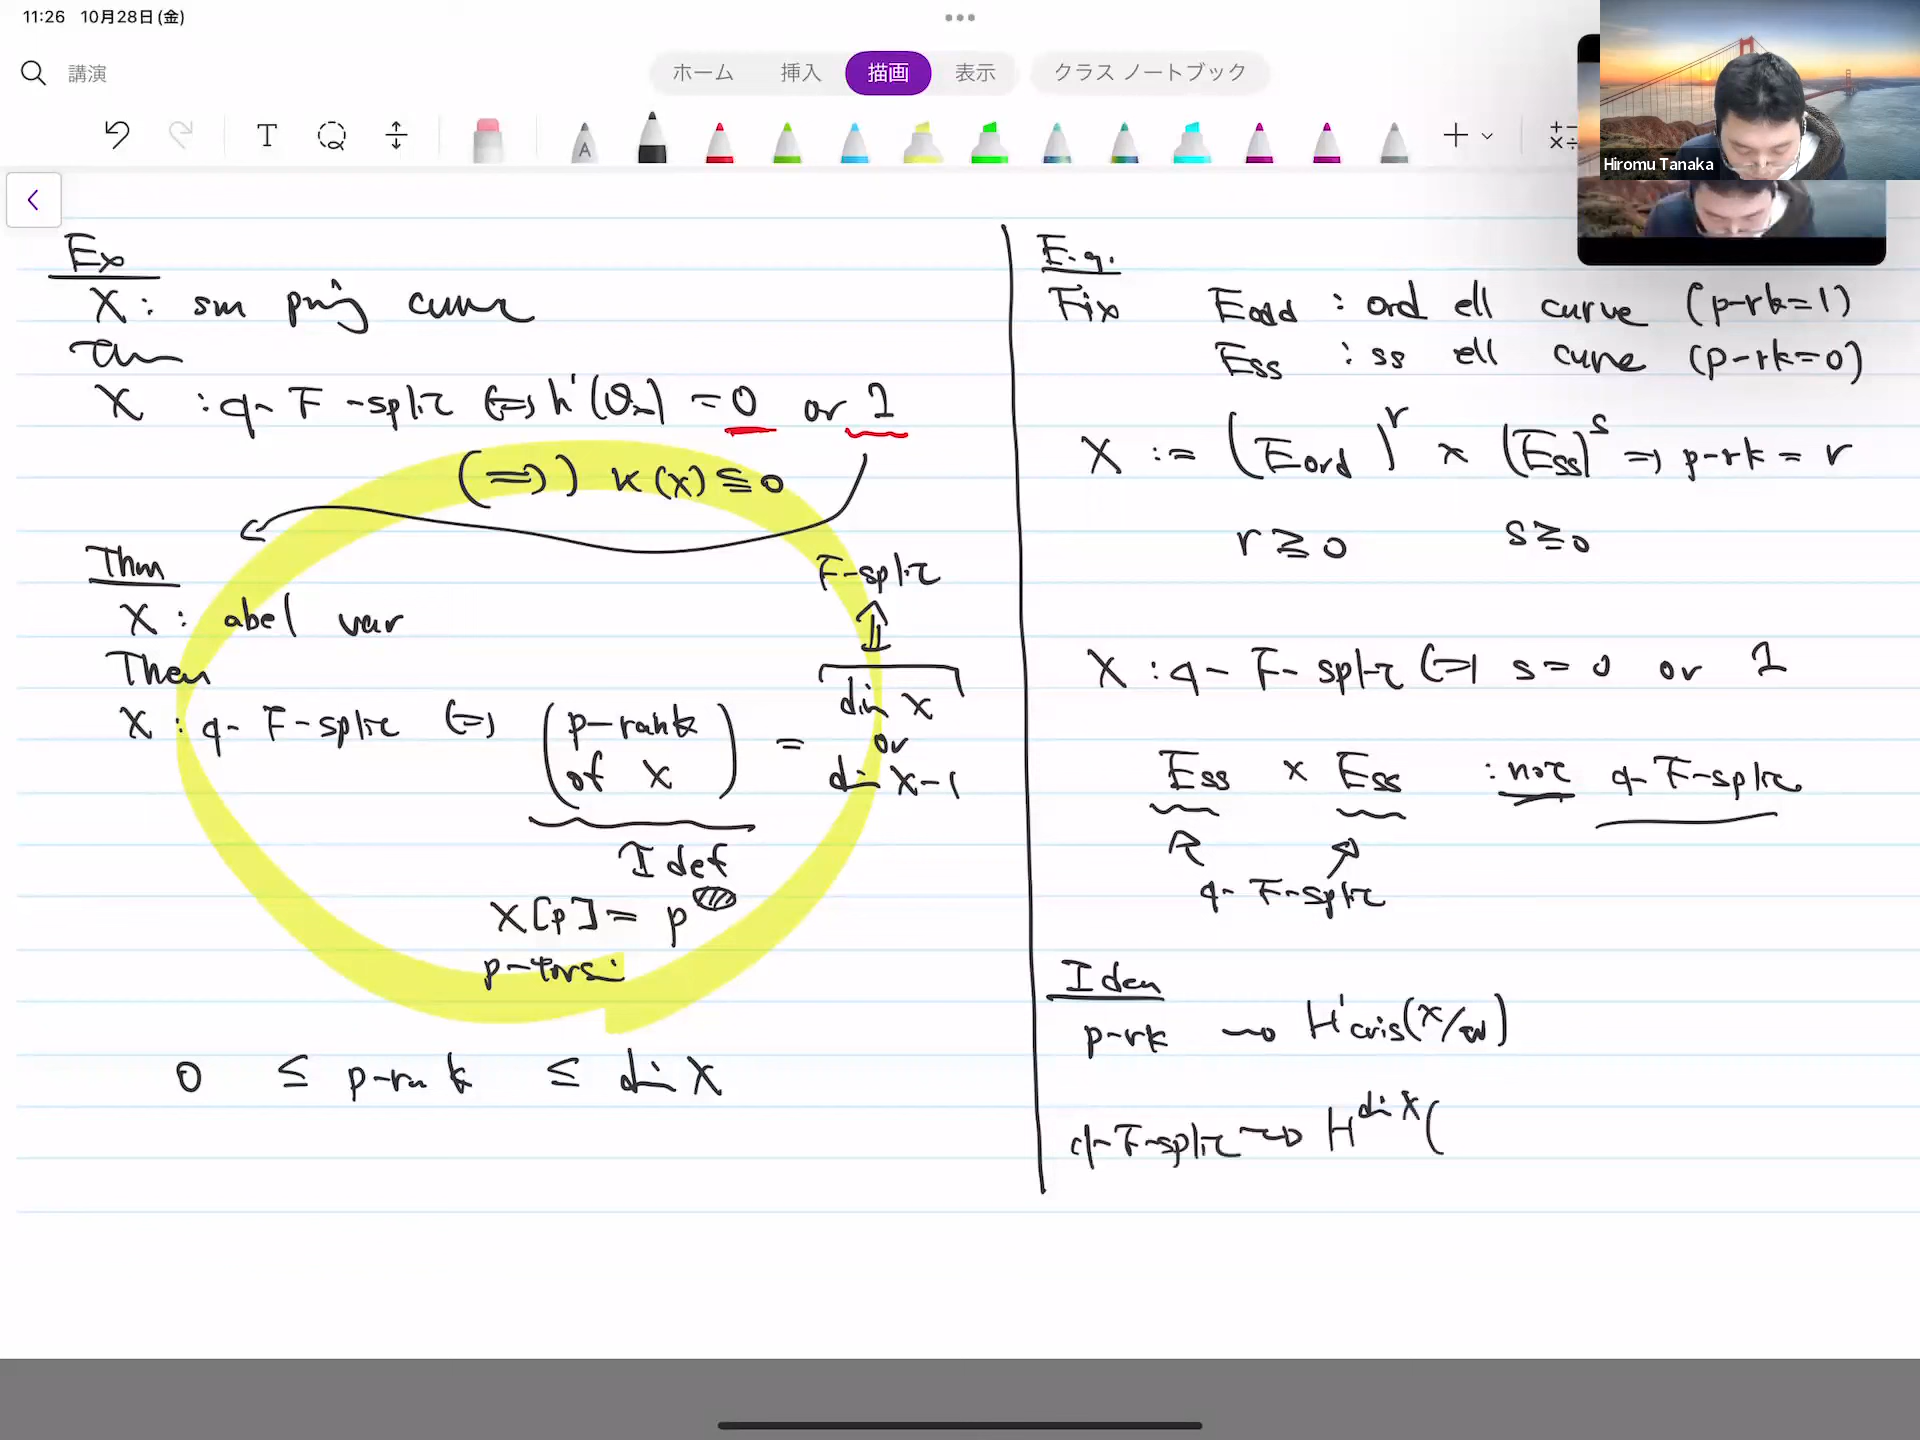 11:26 10月28日(金)
講演
ホーム 挿入 描画 表示 クラス ノートブック
Hiromu Tanaka
Ex
X: sm proj curve
Then
X : q-F-split ⇔ h¹(O_X) = 0 or 1
(⇒) κ(X) ≦ 0
Thm
X: abel var
Then
X : q-F-split ⇔ (p-rank of X) = dim X or dim X-1
F-split
⇕
def
X[p] = p
p-torsi
0 ≤ p-rank ≤ dim X
E.g.
Fix E_ord : ord ell curve (p-rk=1)
E_ss : ss ell curve (p-rk=0)
X := (E_ord)^r × (E_ss)^s ⇒ p-rk = r
r ≧ 0 s ≧ 0
X : q-F-split ⇔ s=0 or 1
E_ss × E_ss : not q-F-split
q-F-split
Idea
p-rk ⇝ H¹cris(X/W)
q-F-split ⇝ H^dim X(